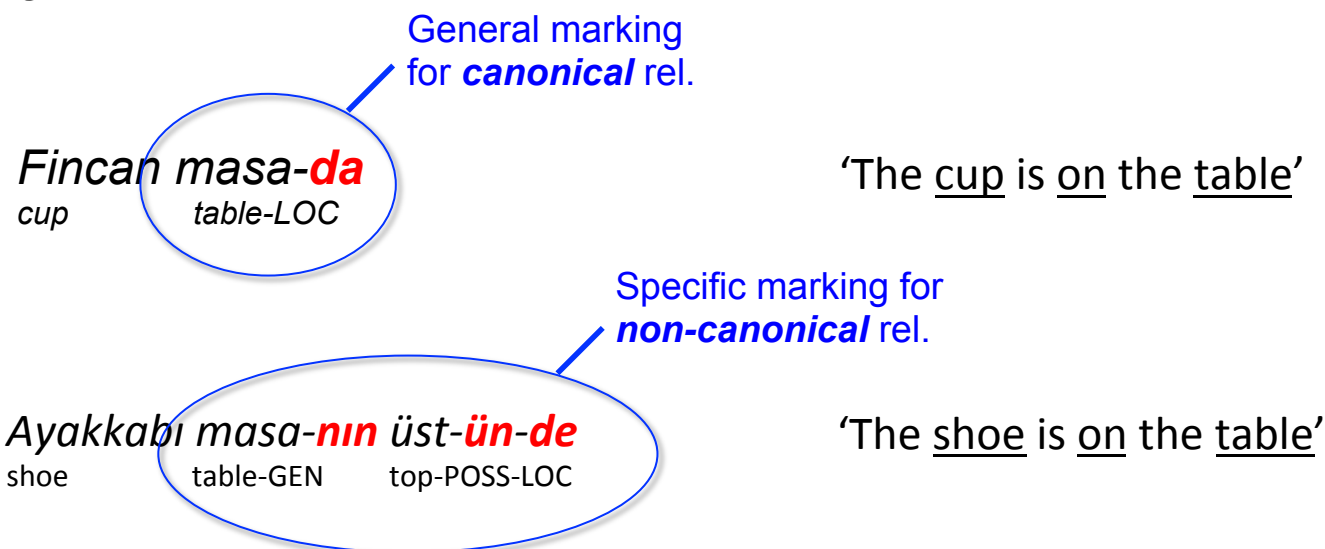 General marking
for canonical rel.
Fincan masa-da
cup table-LOC
‘The cup is on the table’
Specific marking for
non-canonical rel.
Ayakkabı masa-nın üst-ün-de
shoe table-GEN top-POSS-LOC
‘The shoe is on the table’